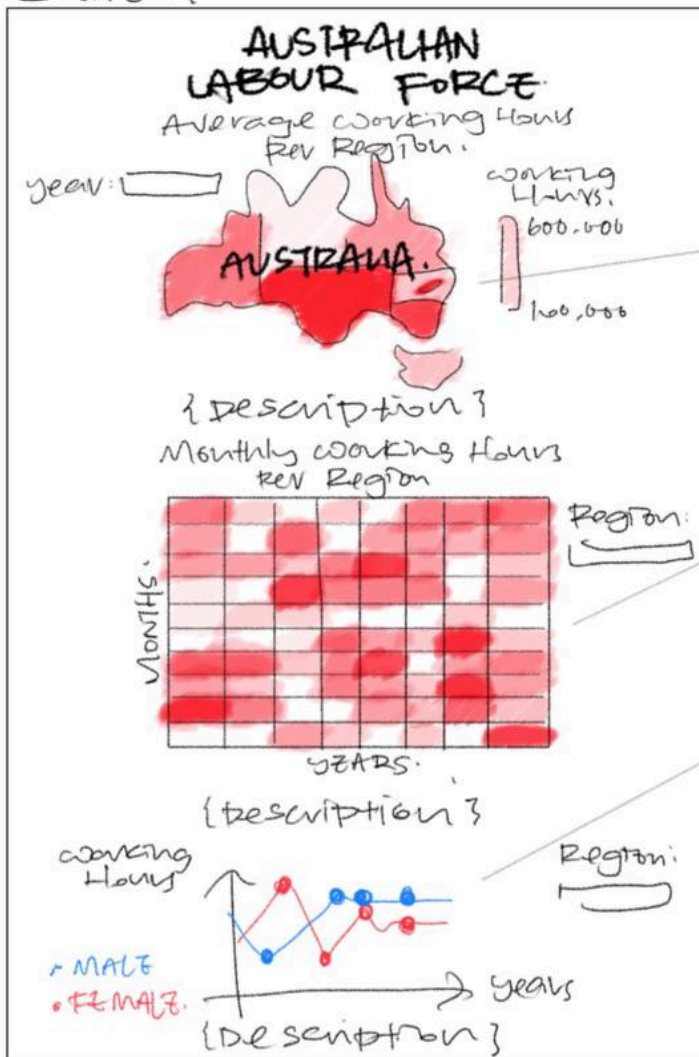 AUSTRALIAN
LABOUR FORCE
Average Working Hours
Per Region.
year:
Working
Hours.
600,000
100,000
AUSTRALIA.
{Description}
Monthly Working Hours
Per Region
Region:
MONTHS.
YEARS.
{Description}
Working
Hours
Region:
MALE
FEMALE.
years
{Description}